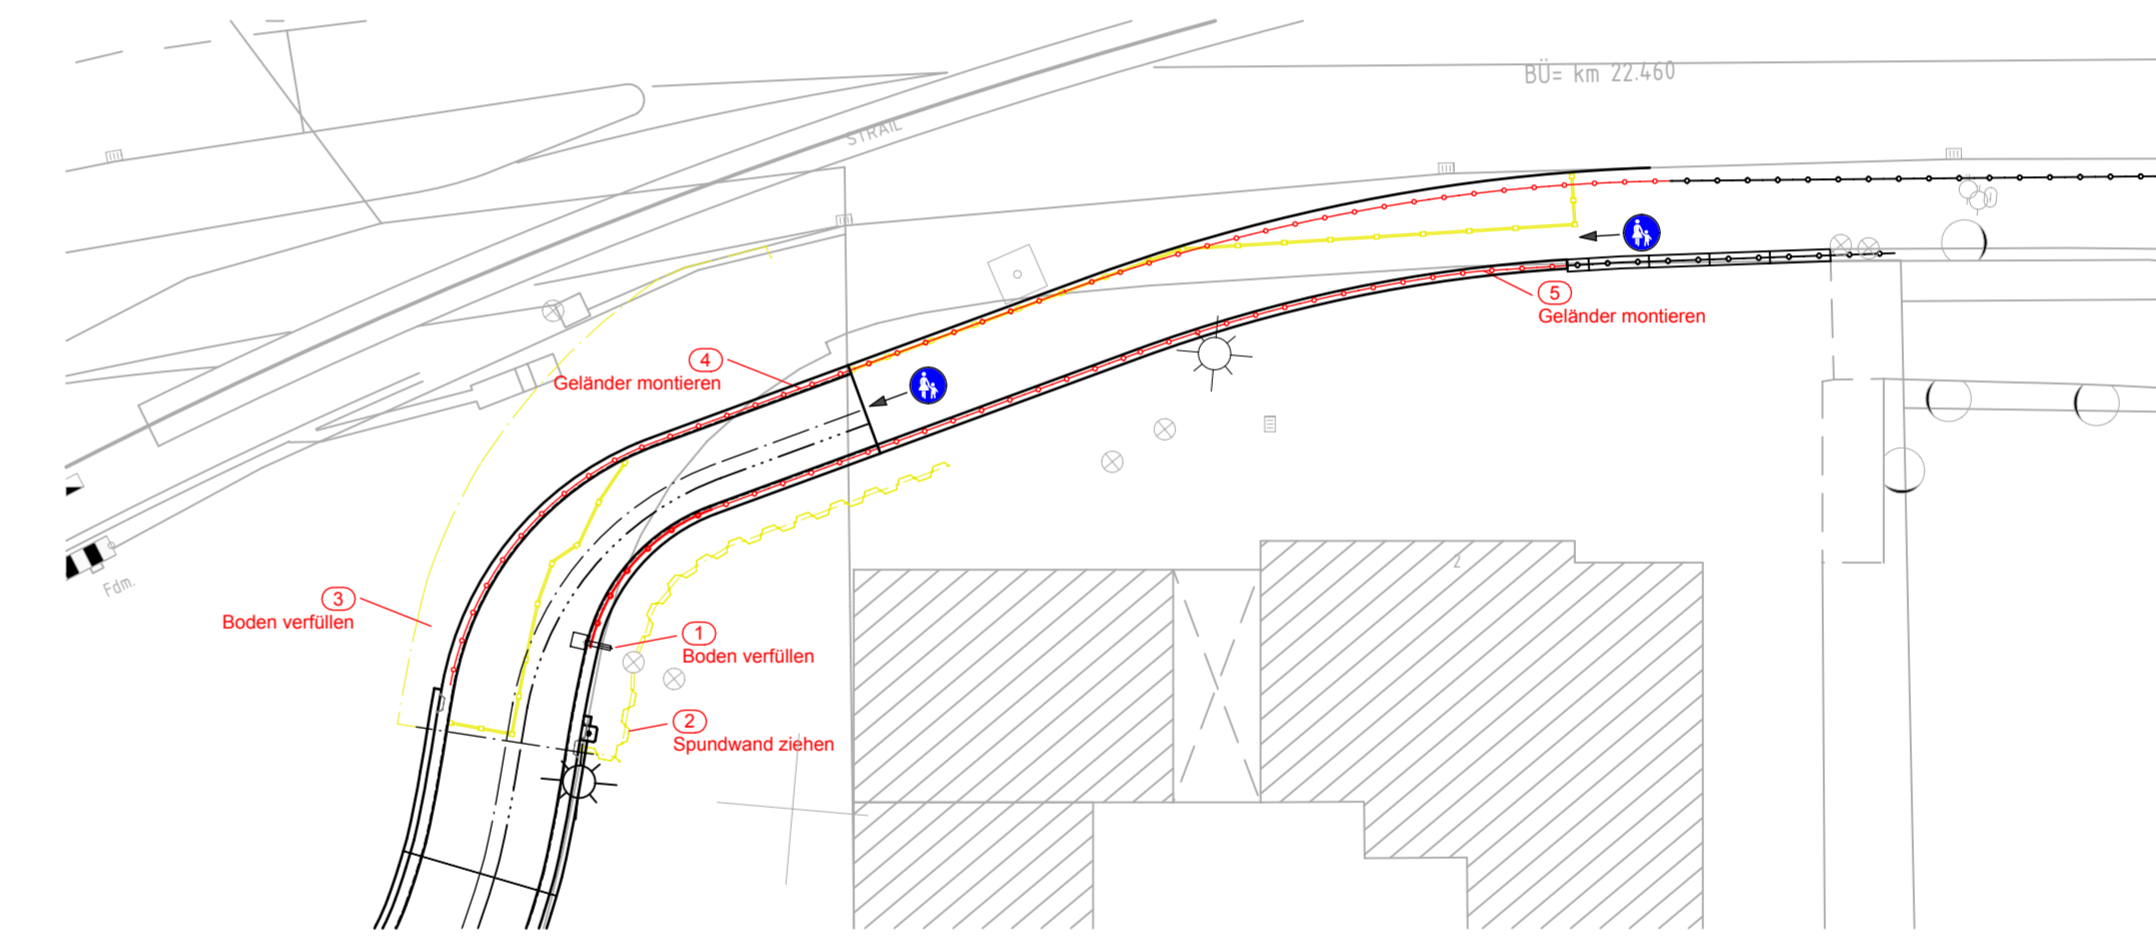 BÜ= km 22.460
STRAIL
5
Geländer montieren
4
Geländer montieren
2
3
Boden verfüllen
Fdm.
1
Boden verfüllen
2
Spundwand ziehen